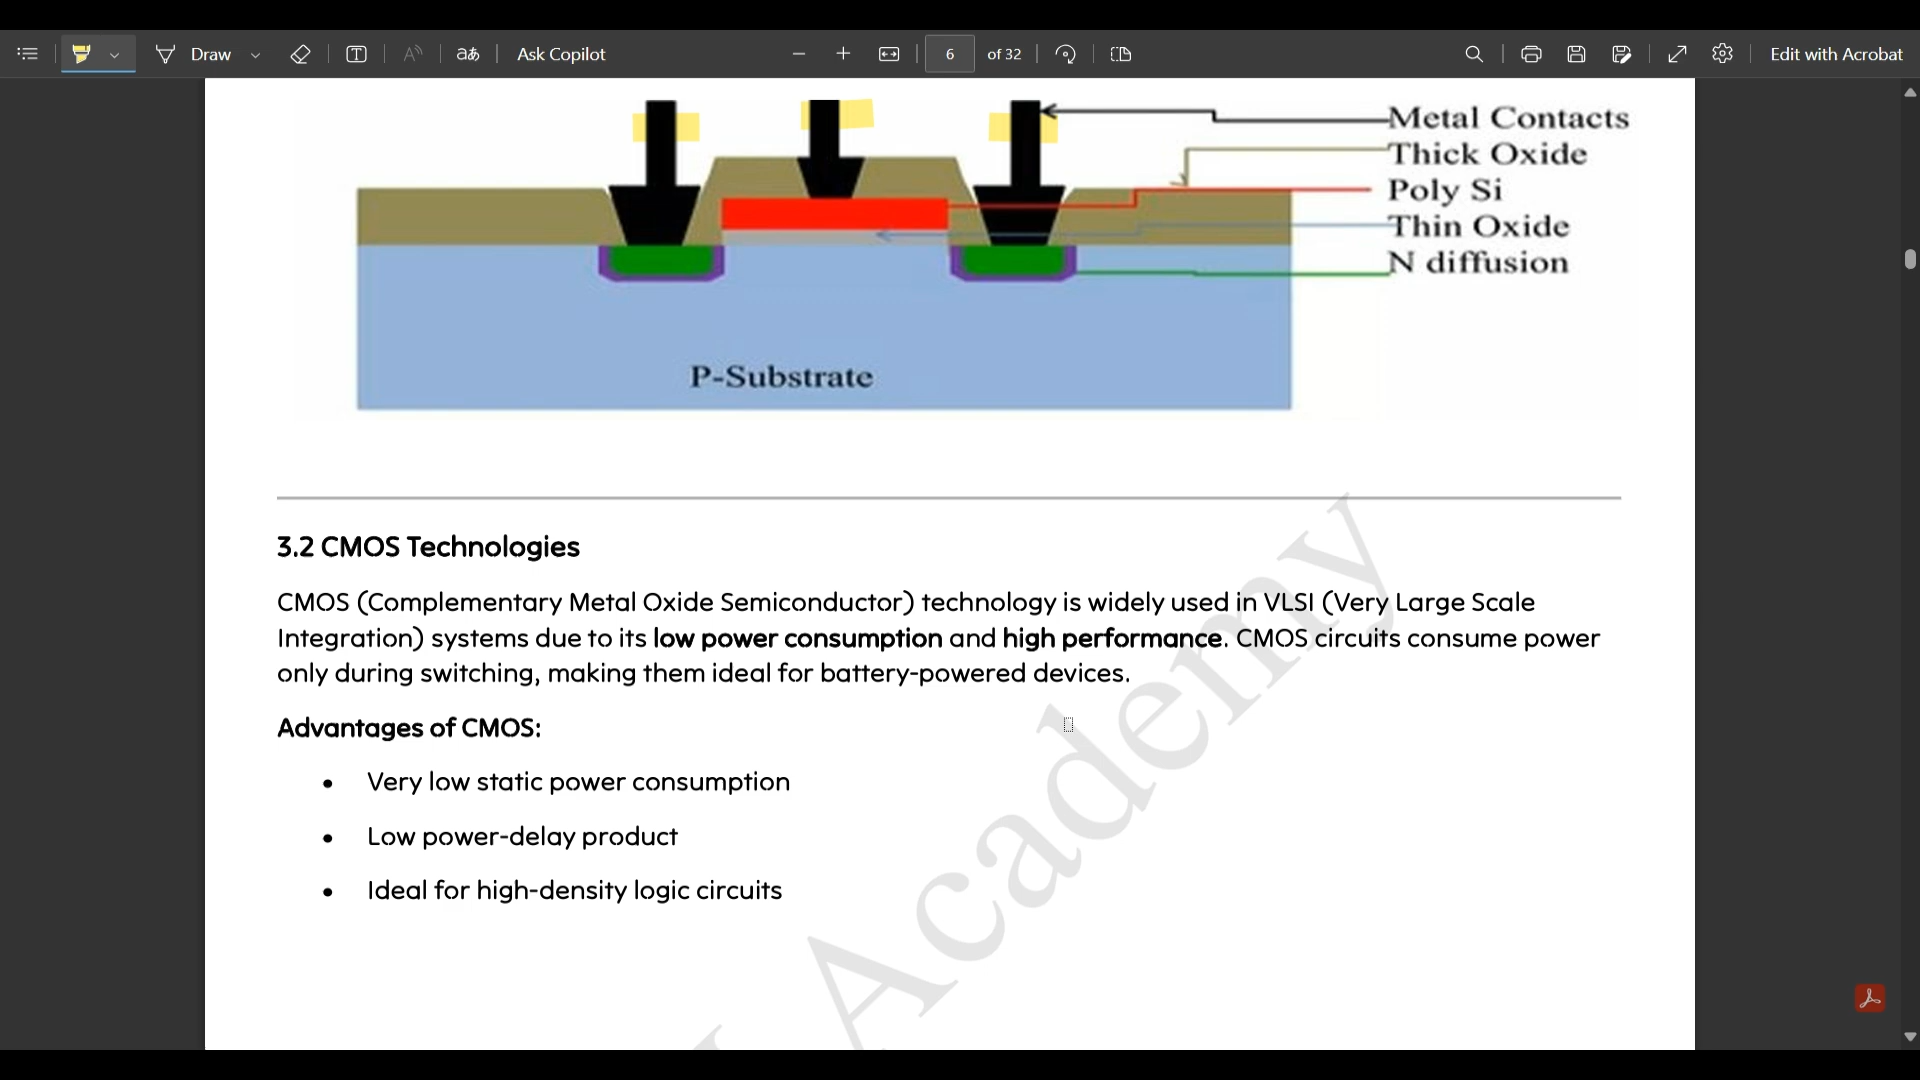 Draw
aあ
Ask Copilot
6 of 32
Edit with Acrobat
Metal Contacts
Thick Oxide
Poly Si
Thin Oxide
N diffusion
P-Substrate
3.2 CMOS Technologies
CMOS (Complementary Metal Oxide Semiconductor) technology is widely used in VLSI (Very Large Scale
Integration) systems due to its low power consumption and high performance. CMOS circuits consume power
only during switching, making them ideal for battery-powered devices.
Advantages of CMOS:
• Very low static power consumption
• Low power-delay product
• Ideal for high-density logic circuits
Academy